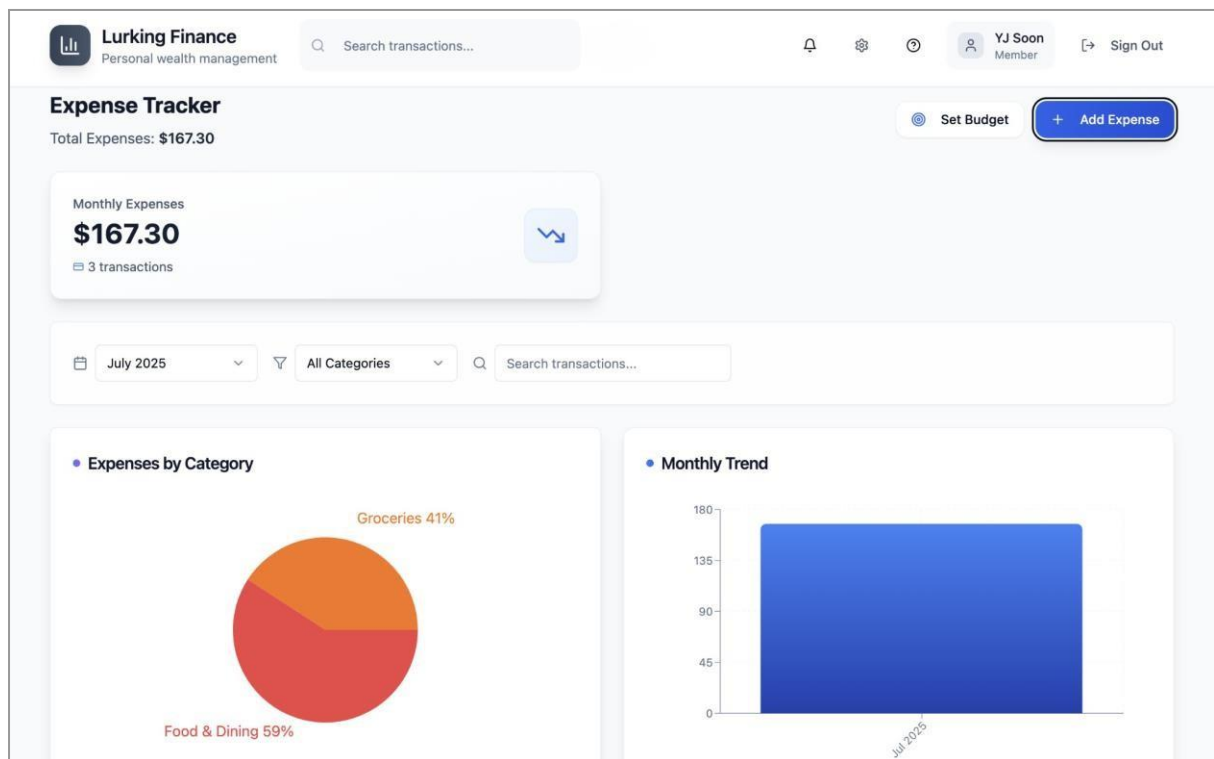 Lurking Finance
Personal wealth management
Search transactions...
YJ Soon
Member
Sign Out
Expense Tracker
Total Expenses: $167.30
Set Budget
+ Add Expense
Monthly Expenses
$167.30
3 transactions
July 2025
All Categories
Search transactions...
Expenses by Category
Groceries 41%
Food & Dining 59%
Monthly Trend
180
135
90
45
0
Jul 2025